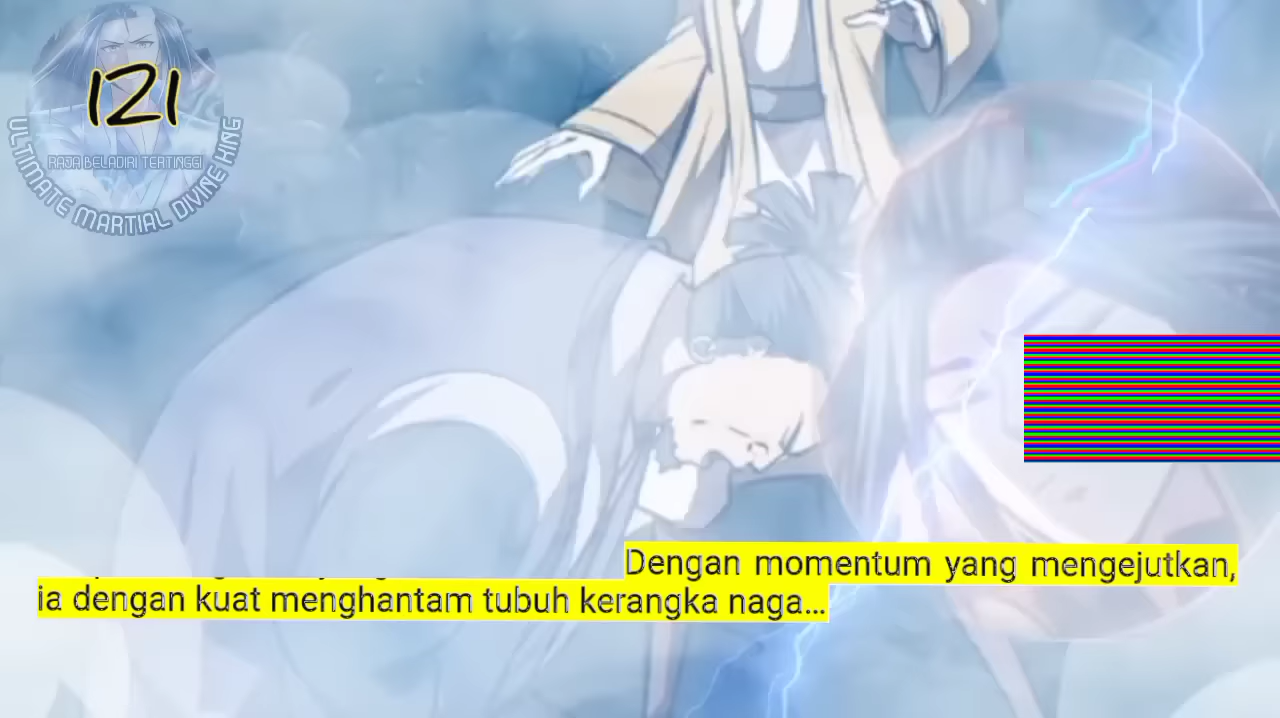 121
RAJA BELADIRI TERTINGGI
ULTIMATE MARTIAL DIVINE KING
Dengan momentum yang mengejutkan,
ia dengan kuat menghantam tubuh kerangka naga...